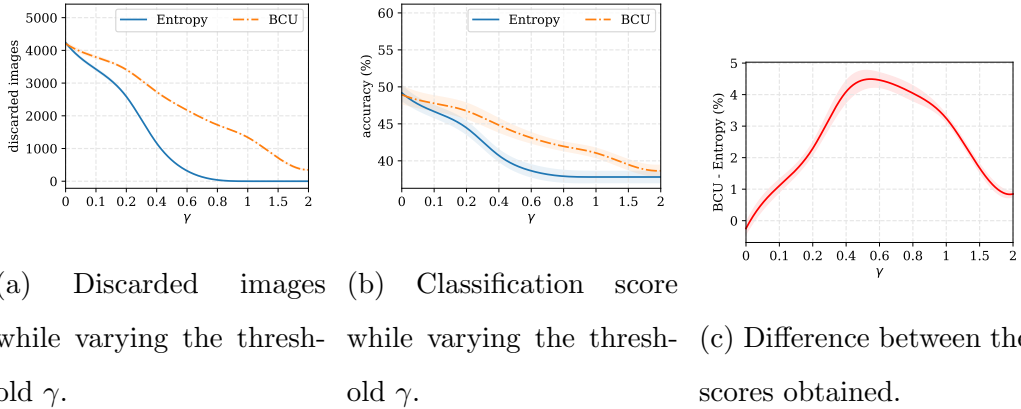 5000
4000
3000
2000
1000
0
discarded images
Entropy
BCU
0 0.1 0.2 0.4 0.6 0.8 1 1.5 2
γ
60
55
50
45
40
accuracy (%)
Entropy
BCU
0 0.1 0.2 0.4 0.6 0.8 1 1.5 2
γ
5
4
3
2
1
0
BCU - Entropy (%)
0 0.1 0.2 0.4 0.6 0.8 1 1.5 2
γ
(a) Discarded images
while varying the thresh-
old γ.
(b) Classification score
while varying the thresh-
old γ.
(c) Difference between the
scores obtained.